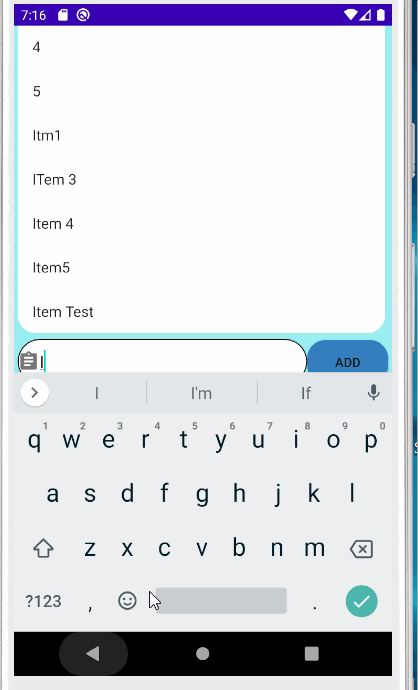 7:16
4
5
Itm1
ITem 3
Item 4
Item5
Item Test
I
ADD
I I'm If
1 2 3 4 5 6 7 8 9 0
q w e r t y u i o p
a s d f g h j k l
z x c v b n m
?123 , .